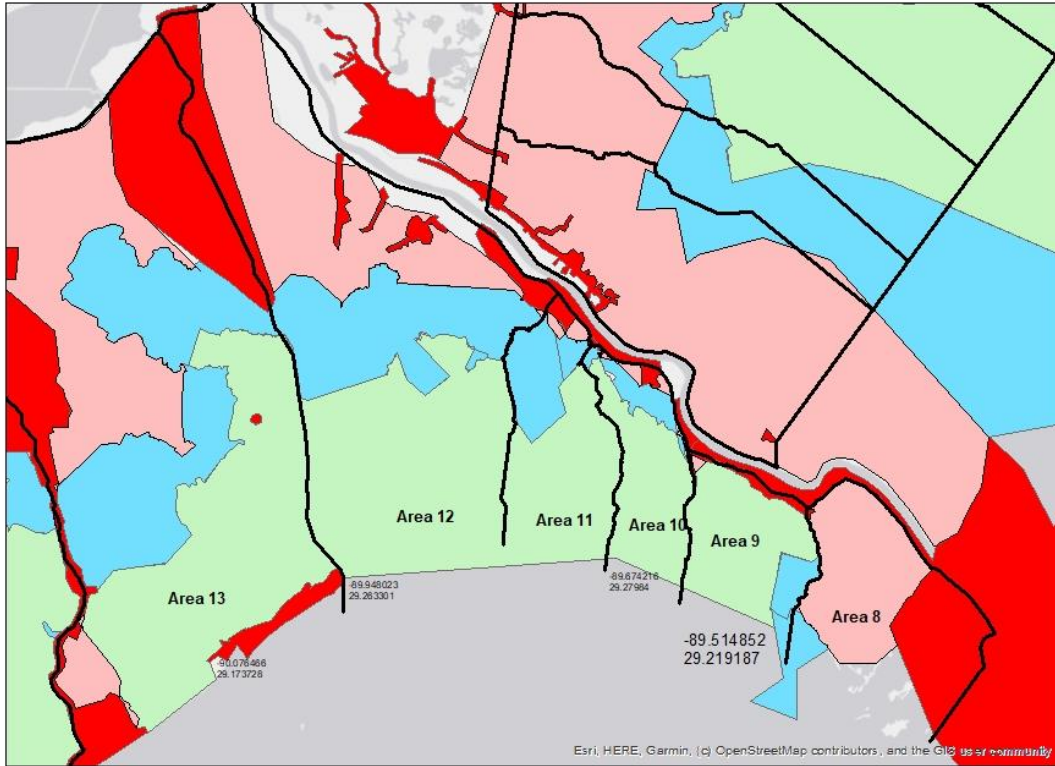 Area 12
Area 11
Area 10
Area 9
-89.948023
29.263301
-89.674216
29.27984
Area 13
Area 8
-89.514852
29.219187
-90.076466
29.173726
Esri, HERE, Garmin, (c) OpenStreetMap contributors, and the GIS user community